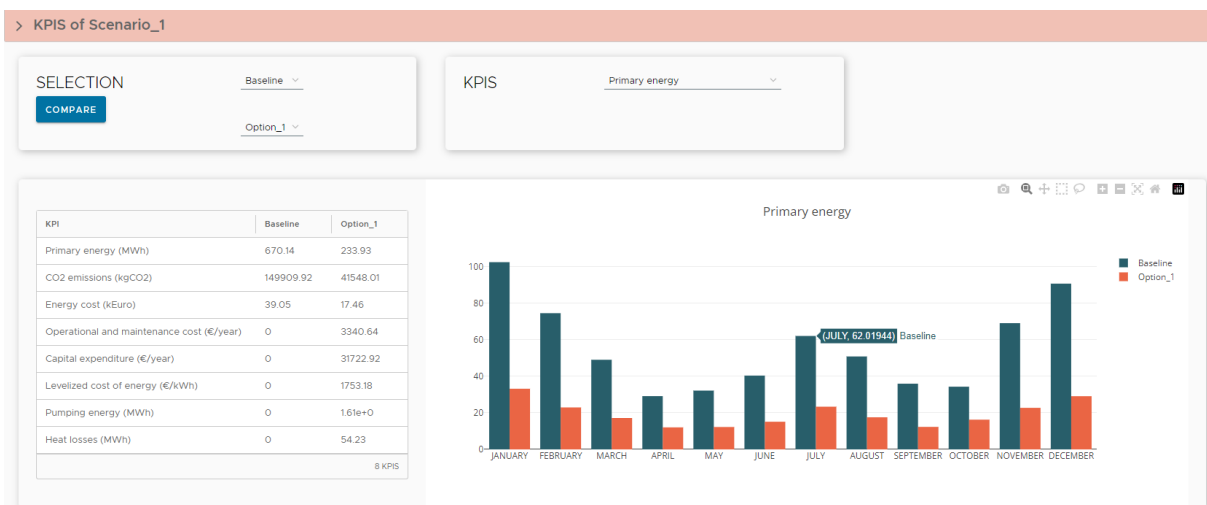 KPIS of Scenario_1
SELECTION
Baseline
COMPARE
Option_1
KPIS
Primary energy
KPI Baseline Option_1
Primary energy (MWh) 670.14 233.93
CO2 emissions (kgCO2) 149909.92 41548.01
Energy cost (kEuro) 39.05 17.46
Operational and maintenance cost (€/year) 0 3340.64
Capital expenditure (€/year) 0 31722.92
Levelized cost of energy (€/kWh) 0 1753.18
Pumping energy (MWh) 0 1.61e+0
Heat losses (MWh) 0 54.23
8 KPIS
Primary energy
100
80
60
40
20
0
(JULY, 62.01944) Baseline
JANUARY FEBRUARY MARCH APRIL MAY JUNE JULY AUGUST SEPTEMBER OCTOBER NOVEMBER DECEMBER
Baseline
Option_1